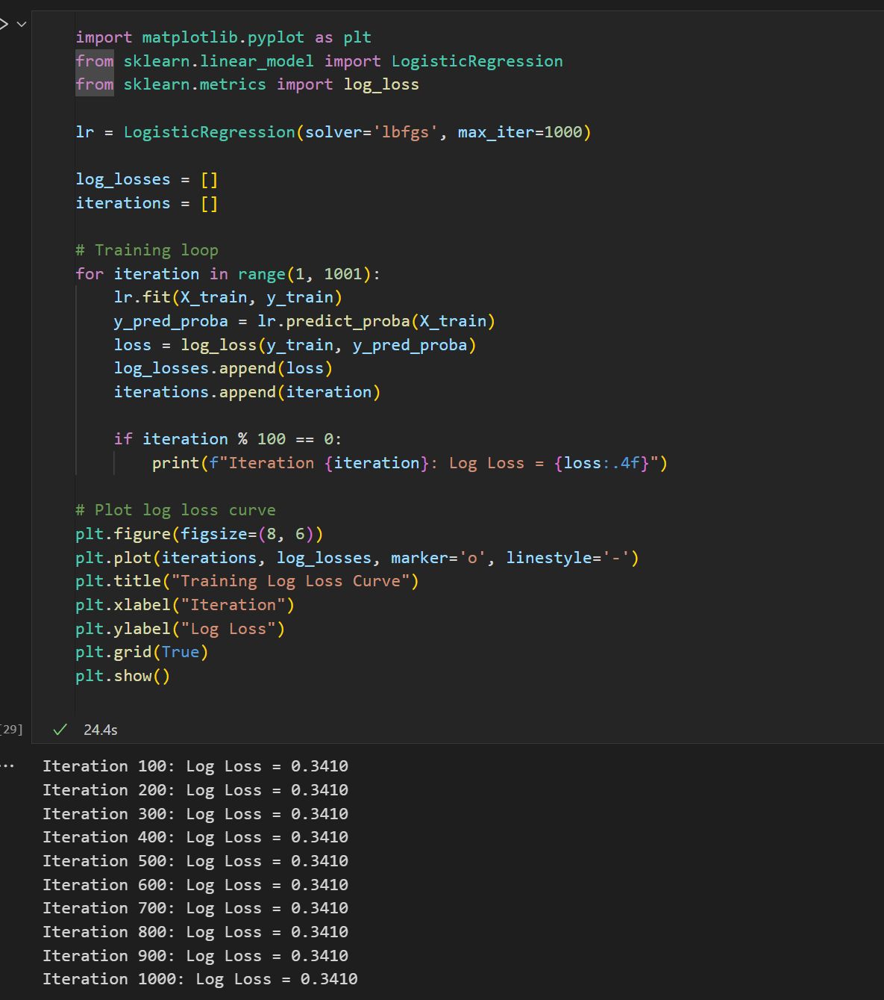 import matplotlib.pyplot as plt
from sklearn.linear_model import LogisticRegression
from sklearn.metrics import log_loss

lr = LogisticRegression(solver='lbfgs', max_iter=1000)

log_losses = []
iterations = []

# Training loop
for iteration in range(1, 1001):
    lr.fit(X_train, y_train)
    y_pred_proba = lr.predict_proba(X_train)
    loss = log_loss(y_train, y_pred_proba)
    log_losses.append(loss)
    iterations.append(iteration)

    if iteration % 100 == 0:
        print(f"Iteration {iteration}: Log Loss = {loss:.4f}")

# Plot log loss curve
plt.figure(figsize=(8, 6))
plt.plot(iterations, log_losses, marker='o', linestyle='-')
plt.title("Training Log Loss Curve")
plt.xlabel("Iteration")
plt.ylabel("Log Loss")
plt.grid(True)
plt.show()

[29] 24.4s
Iteration 100: Log Loss = 0.3410
Iteration 200: Log Loss = 0.3410
Iteration 300: Log Loss = 0.3410
Iteration 400: Log Loss = 0.3410
Iteration 500: Log Loss = 0.3410
Iteration 600: Log Loss = 0.3410
Iteration 700: Log Loss = 0.3410
Iteration 800: Log Loss = 0.3410
Iteration 900: Log Loss = 0.3410
Iteration 1000: Log Loss = 0.3410